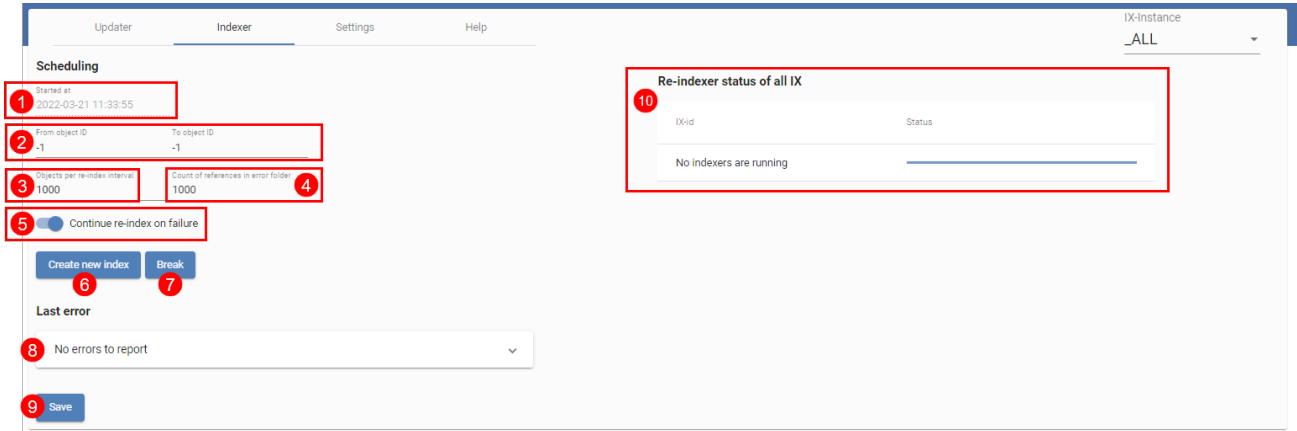 Updater Indexer Settings Help
IX-Instance
_ALL
Scheduling
1 Started at
2022-03-21 11:33:55
2 From object ID To object ID
-1 -1
3 Objects per re-index interval Count of references in error folder 4
1000 1000
5 Continue re-index on failure
Create new index Break
6 7
Last error
8 No errors to report
9 Save
Re-indexer status of all IX
10
IX-id Status
No indexers are running